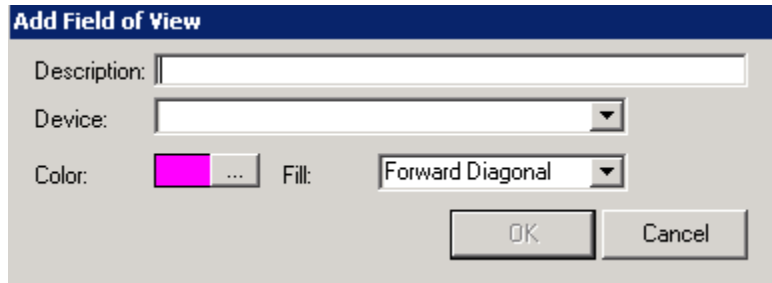 Add Field of View
Description:
Device:
Color: ... Fill: Forward Diagonal
OK Cancel